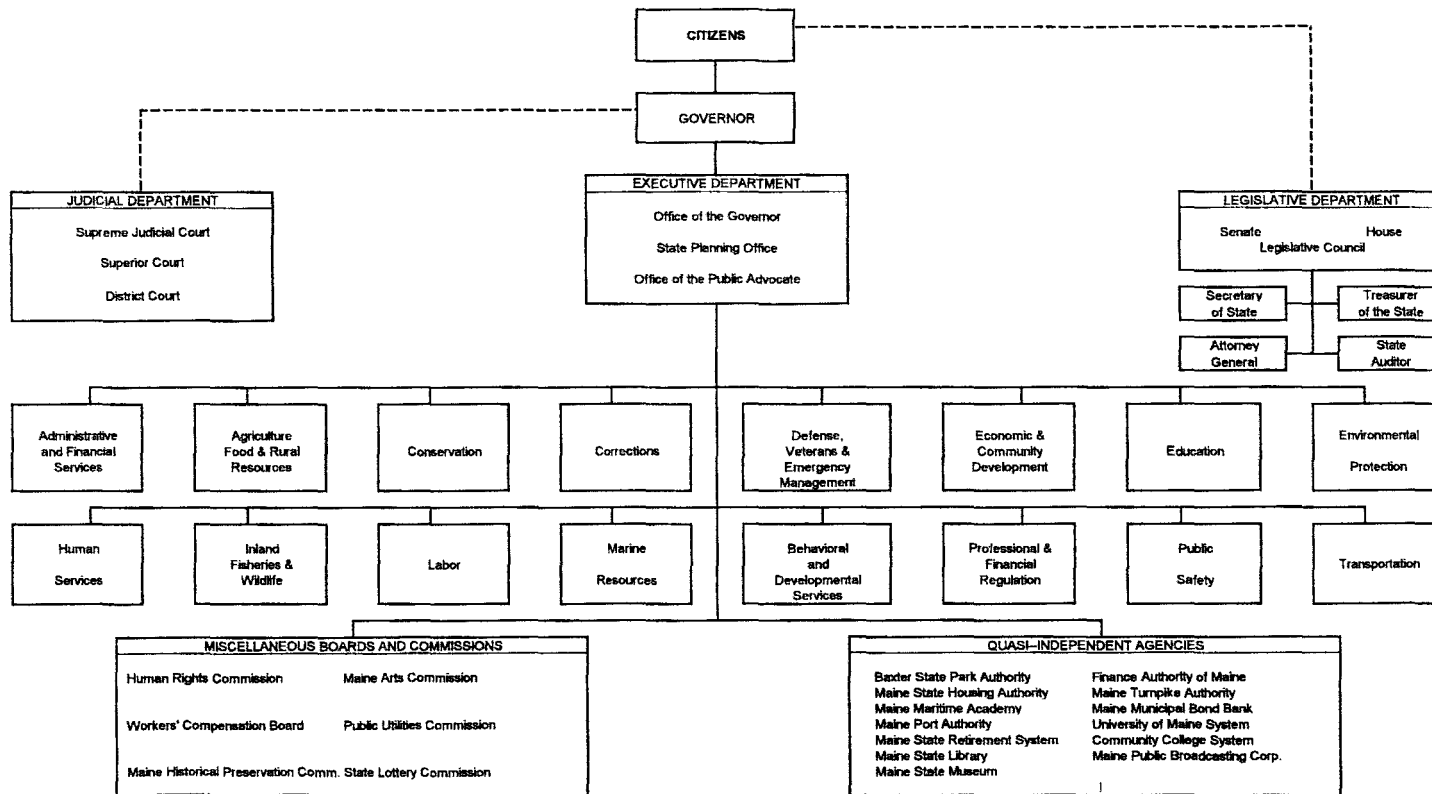 CITIZENS
GOVERNOR
JUDICIAL DEPARTMENT
Supreme Judicial Court
Superior Court
District Court
EXECUTIVE DEPARTMENT
Office of the Governor
State Planning Office
Office of the Public Advocate
LEGISLATIVE DEPARTMENT
Senate House
Legislative Council
Secretary
of State
Treasurer
of the State
Attorney
General
State
Auditor
Administrative
and Financial
Services
Agriculture
Food & Rural
Resources
Conservation
Corrections
Defense,
Veterans &
Emergency
Management
Economic &
Community
Development
Education
Environmental
Protection
Human
Services
Inland
Fisheries &
Wildlife
Labor
Marine
Resources
Behavioral
and
Developmental
Services
Professional &
Financial
Regulation
Public
Safety
Transportation
MISCELLANEOUS BOARDS AND COMMISSIONS
Human Rights Commission Maine Arts Commission
Workers' Compensation Board Public Utilities Commission
Maine Historical Preservation Comm. State Lottery Commission
QUASI-INDEPENDENT AGENCIES
Baxter State Park Authority Finance Authority of Maine
Maine State Housing Authority Maine Turnpike Authority
Maine Maritime Academy Maine Municipal Bond Bank
Maine Port Authority University of Maine System
Maine State Retirement System Community College System
Maine State Library Maine Public Broadcasting Corp.
Maine State Museum